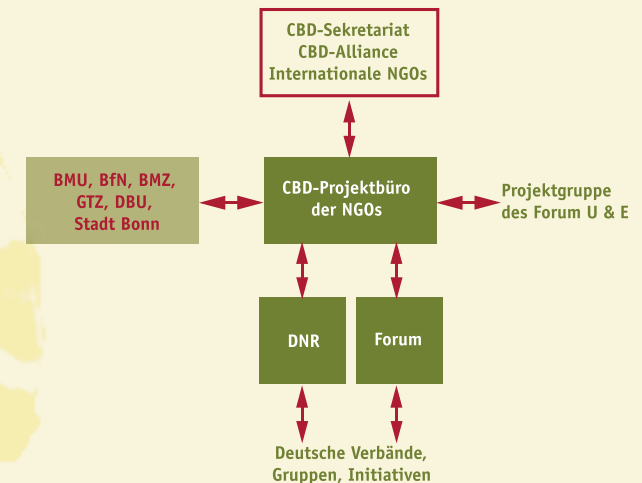 CBD-Sekretariat
CBD-Alliance
Internationale NGOs
BMU, BfN, BMZ,
GTZ, DBU,
Stadt Bonn
CBD-Projektbüro
der NGOs
Projektgruppe
des Forum U & E
DNR
Forum
Deutsche Verbände,
Gruppen, Initiativen